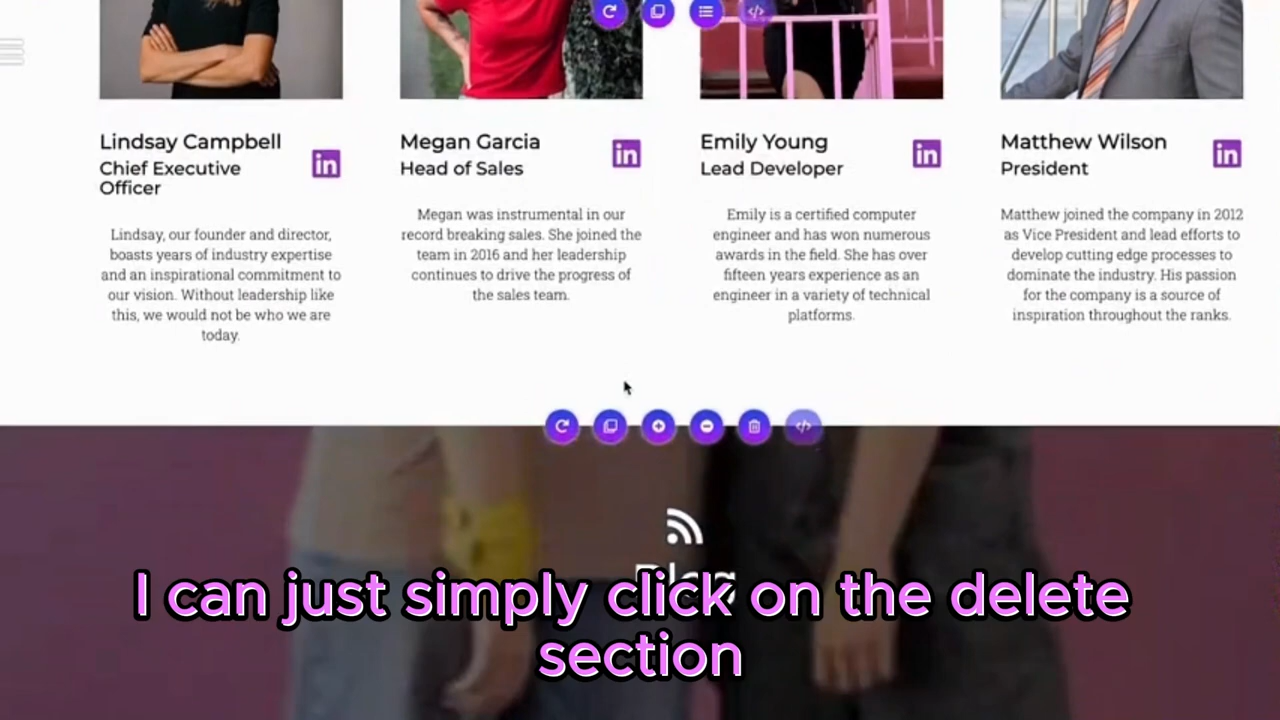 Lindsay Campbell
Chief Executive
Officer
in
Lindsay, our founder and director,
boasts years of industry expertise
and an inspirational commitment to
our vision. Without leadership like
this, we would not be who we are
today.
Megan Garcia
Head of Sales
in
Megan was instrumental in our
record breaking sales. She joined the
team in 2016 and her leadership
continues to drive the progress of
the sales team.
Emily Young
Lead Developer
in
Emily is a certified computer
engineer and has won numerous
awards in the field. She has over
fifteen years experience as an
engineer in a variety of technical
platforms.
Matthew Wilson
President
in
Matthew joined the company in 2012
as Vice President and lead efforts to
develop cutting edge processes to
dominate the industry. His passion
for the company is a source of
inspiration throughout the ranks.
Blog
I can just simply click on the delete
section